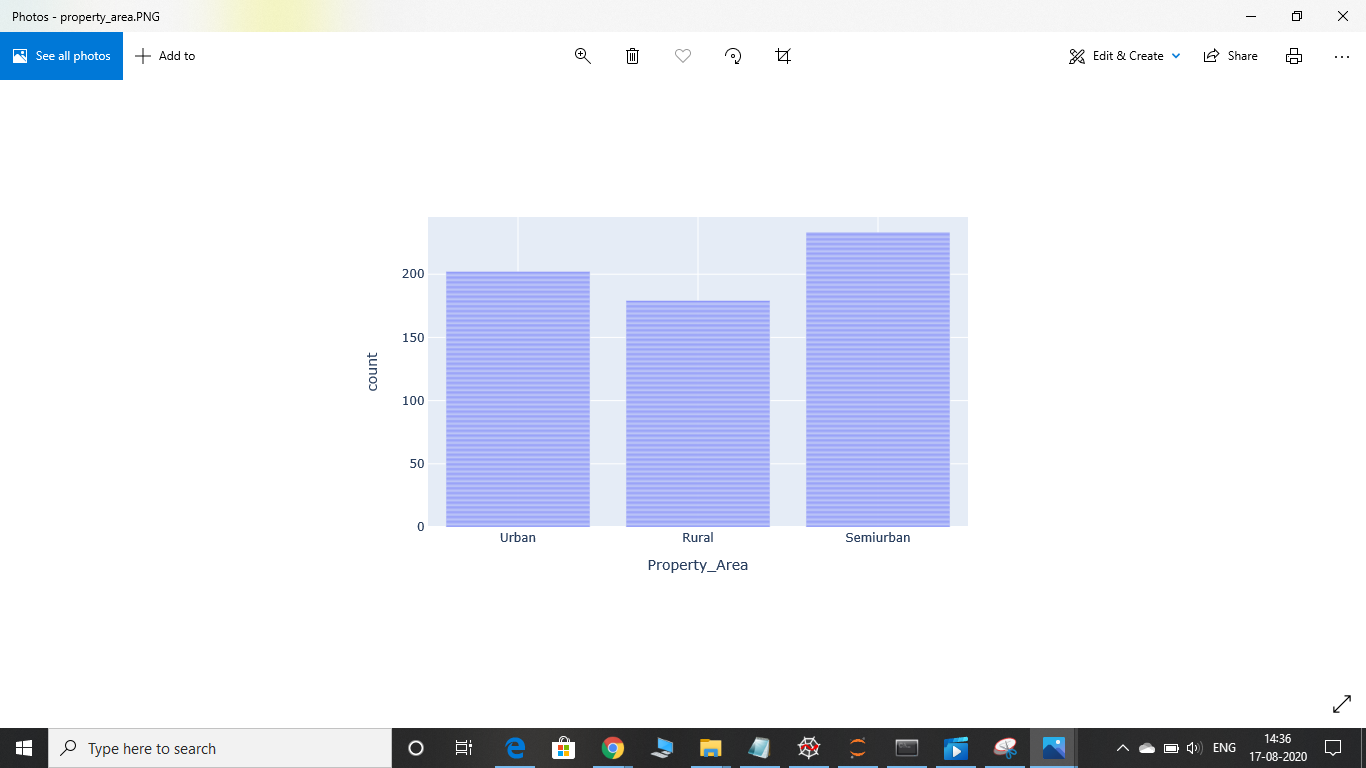 Photos - property_area.PNG
See all photos
Add to
Edit & Create
Share
200
150
100
50
0
count
Urban Rural Semiurban
Property_Area
Type here to search
ENG
14:36
17-08-2020